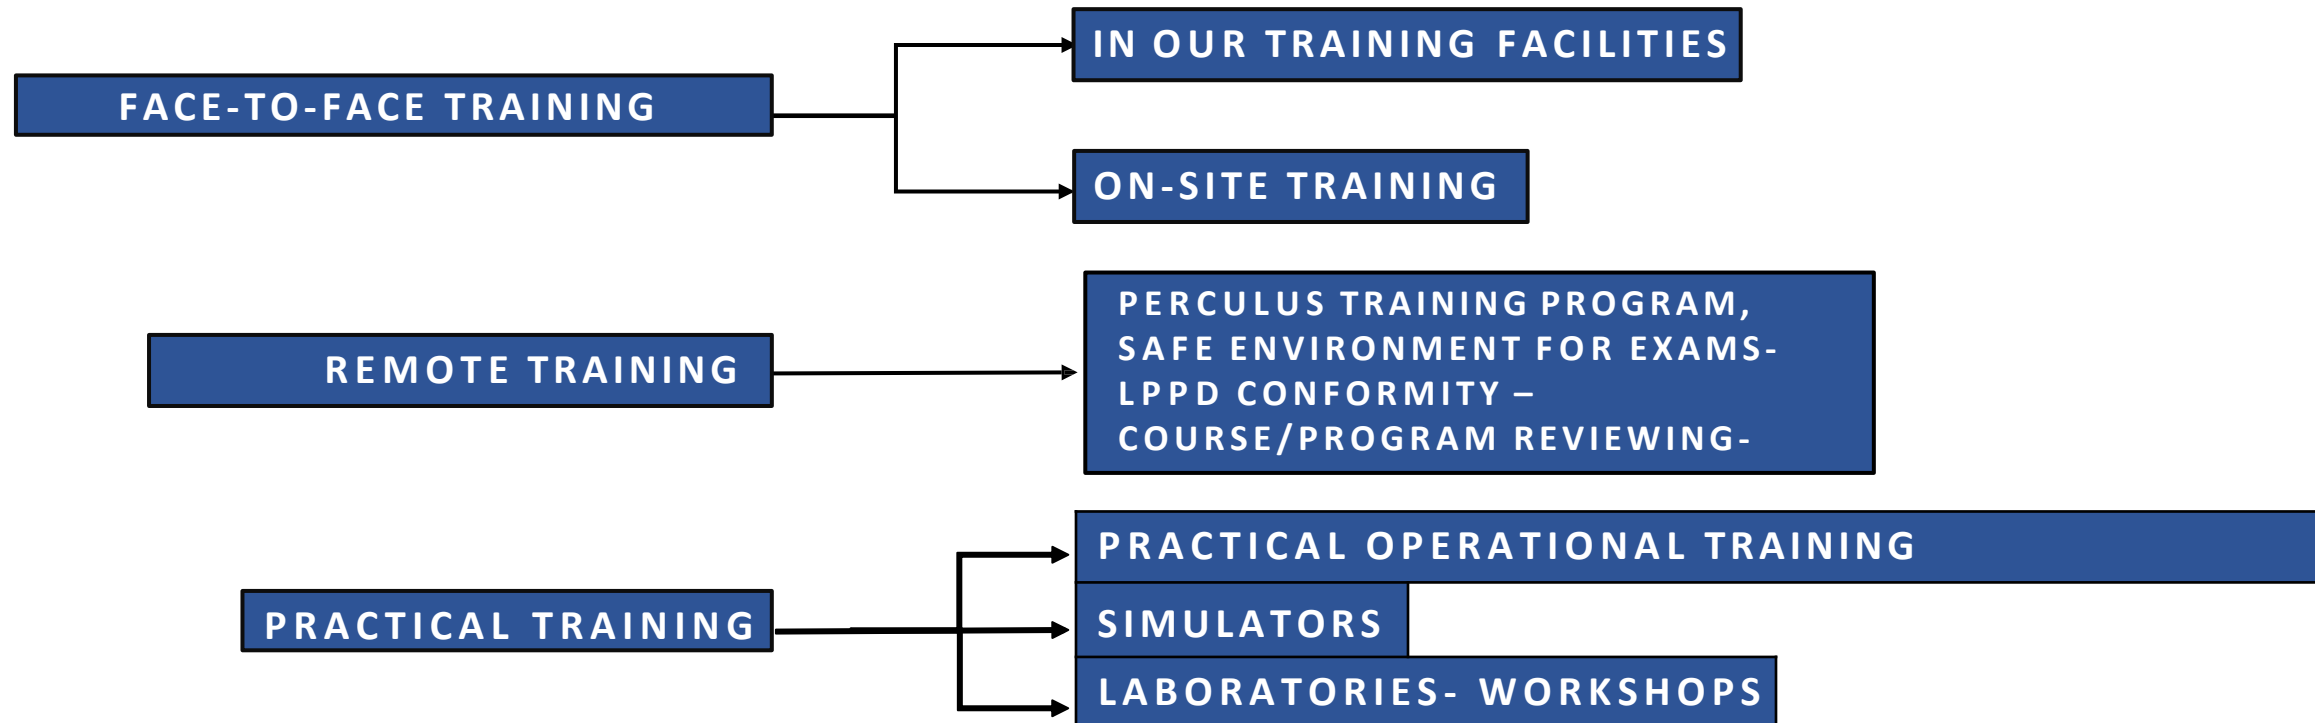 FACE-TO-FACE TRAINING
IN OUR TRAINING FACILITIES
ON-SITE TRAINING
REMOTE TRAINING
PERCULUS TRAINING PROGRAM,
SAFE ENVIRONMENT FOR EXAMS-
LPPD CONFORMITY –
COURSE/PROGRAM REVIEWING-
PRACTICAL TRAINING
PRACTICAL OPERATIONAL TRAINING
SIMULATORS
LABORATORIES- WORKSHOPS